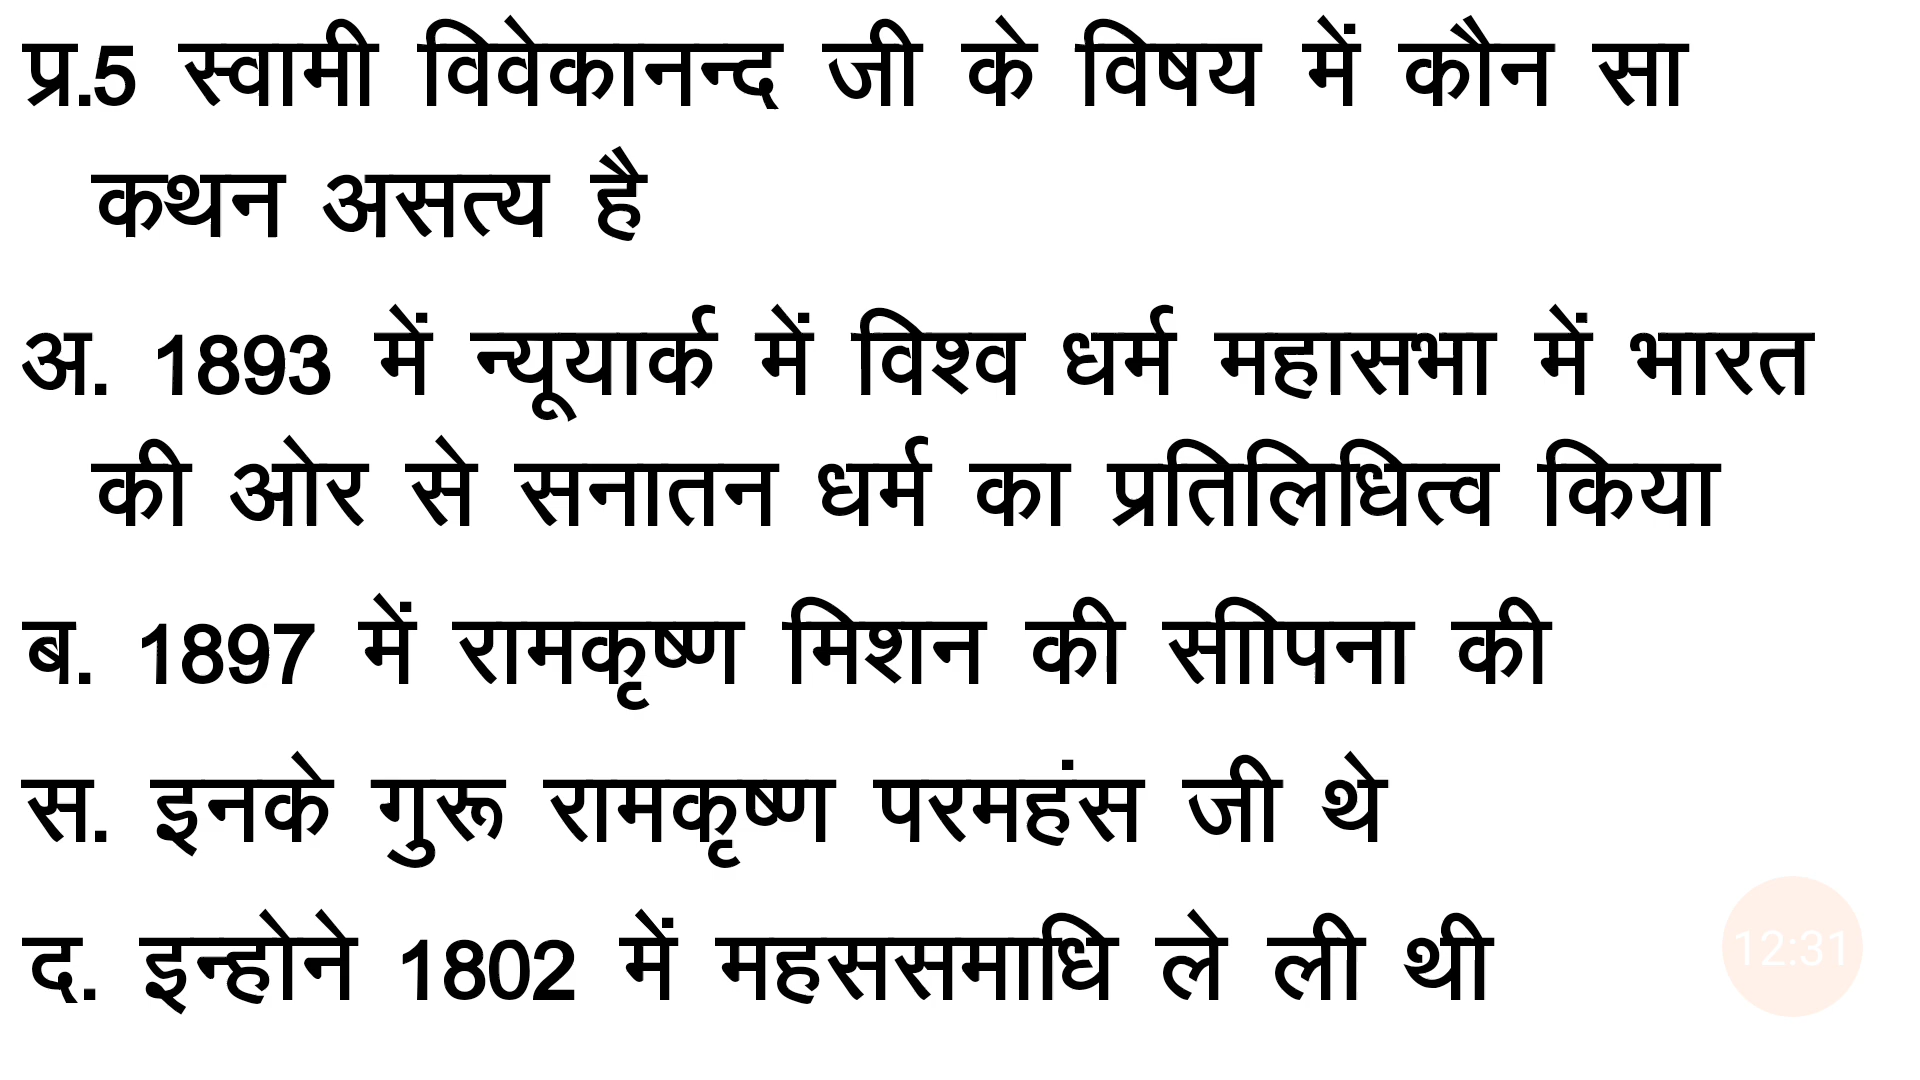 प्र.5 स्वामी विवेकानन्द जी के विषय में कौन सा
कथन असत्य है
अ. 1893 में न्यूयार्क में विश्व धर्म महासभा में भारत
की ओर से सनातन धर्म का प्रतिलिधित्व किया
ब. 1897 में रामकृष्ण मिशन की सीापना की
स. इनके गुरू रामकृष्ण परमहंस जी थे
द. इन्होने 1802 में महससमाधि ले ली थी
12:31